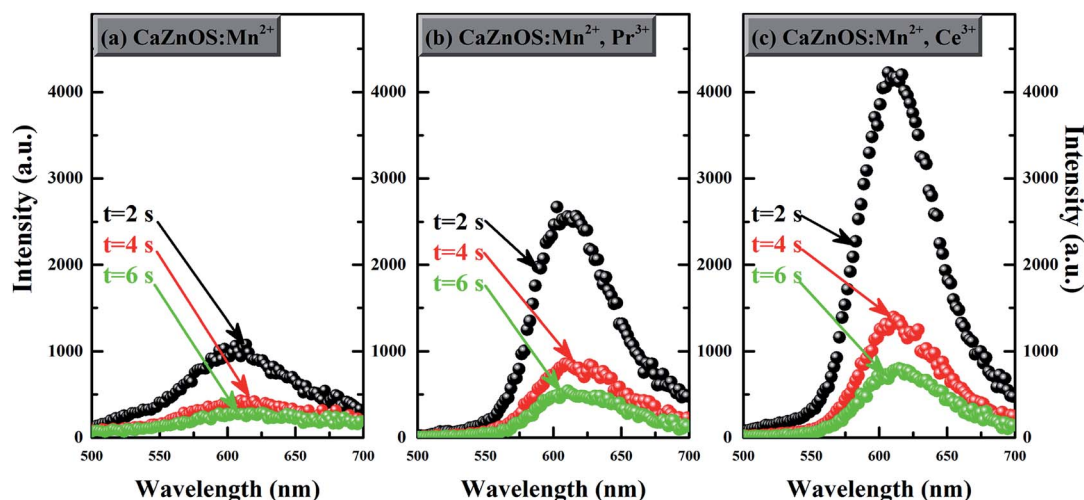 (a) CaZnOS:Mn²⁺
(b) CaZnOS:Mn²⁺, Pr³⁺
(c) CaZnOS:Mn²⁺, Ce³⁺
Intensity (a.u.)
4000
3000
2000
1000
0
t=2 s
t=4 s
t=6 s
500 550 600 650 700
Wavelength (nm)
4000
3000
2000
1000
0
t=2 s
t=4 s
t=6 s
500 550 600 650 700
Wavelength (nm)
4000
3000
2000
1000
0
t=2 s
t=4 s
t=6 s
500 550 600 650 700
Wavelength (nm)
4000
3000
2000
1000
0
Intensity (a.u.)